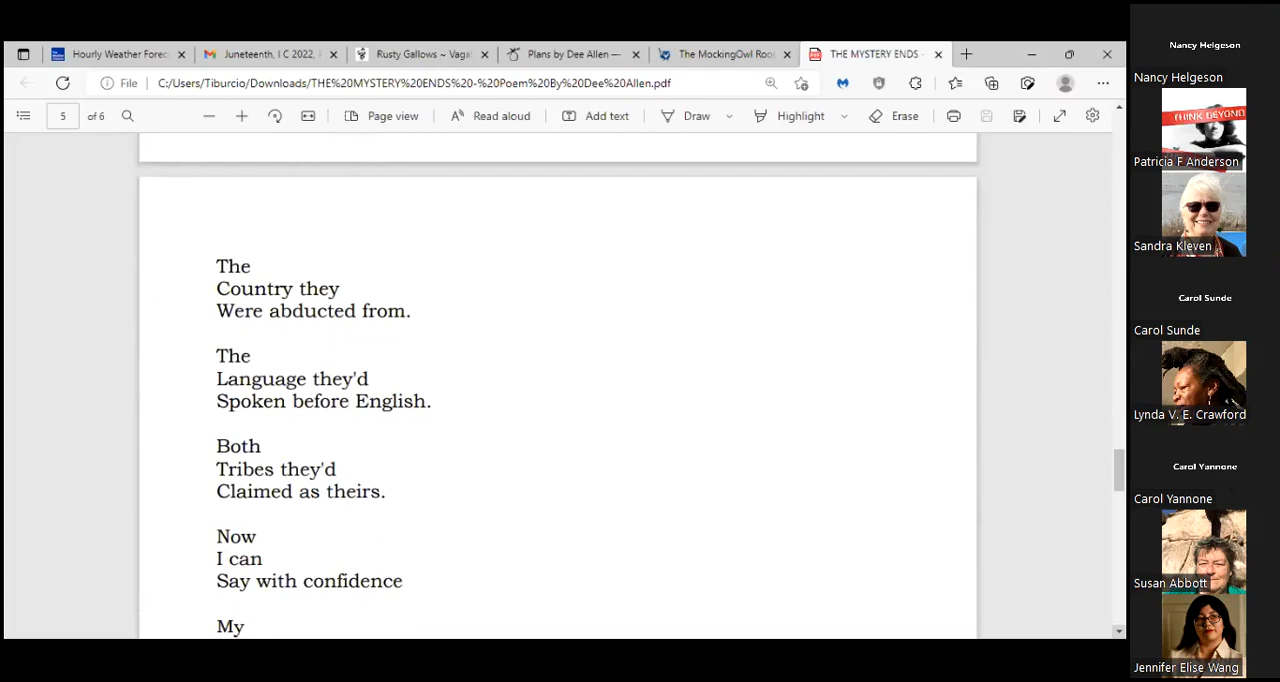 Hourly Weather Forec
Juneteenth, I C 2022,
Rusty Gallows ~ Vaga
Plans by Dee Allen —
The MockingOwl Roo
THE MYSTERY ENDS -
File
C:/Users/Tiburcio/Downloads/THE%20MYSTERY%20ENDS%20-%20Poem%20By%20Dee%20Allen.pdf
5 of 6
Page view
Read aloud
Add text
Draw
Highlight
Erase
The
Country they
Were abducted from.
The
Language they'd
Spoken before English.
Both
Tribes they'd
Claimed as theirs.
Now
I can
Say with confidence
My
Nancy Helgeson
Nancy Helgeson
THINK BEYOND
Patricia F Anderson
Sandra Kleven
Carol Sunde
Carol Sunde
Lynda V. E. Crawford
Carol Yannone
Carol Yannone
Susan Abbott
Jennifer Elise Wang